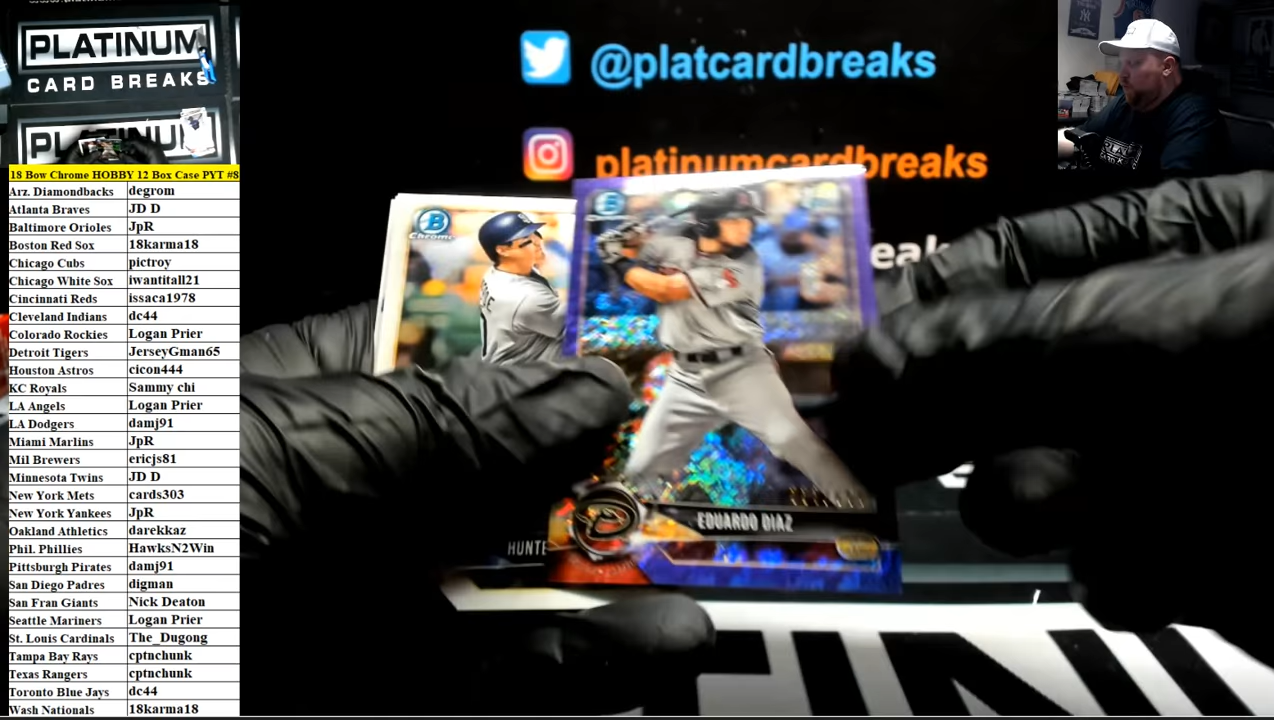 PLATINUM
CARD BREAKS
PLATINUM
@platcardbreaks
platinumcardbreaks
18 Bow Chrome HOBBY 12 Box Case PYT #8
Arz. Diamondbacks degrom
Atlanta Braves JD D
Baltimore Orioles JpR
Boston Red Sox 18karma18
Chicago Cubs pictroy
Chicago White Sox iwantitall21
Cincinnati Reds issaca1978
Cleveland Indians dc44
Colorado Rockies Logan Prier
Detroit Tigers JerseyGman65
Houston Astros cicon444
KC Royals Sammy chi
LA Angels Logan Prier
LA Dodgers damj91
Miami Marlins JpR
Mil Brewers ericjs81
Minnesota Twins JD D
New York Mets cards303
New York Yankees JpR
Oakland Athletics darekkaz
Phil. Phillies HawksN2Win
Pittsburgh Pirates damj91
San Diego Padres digman
San Fran Giants Nick Deaton
Seattle Mariners Logan Prier
St. Louis Cardinals The_Dugong
Tampa Bay Rays cptnchunk
Texas Rangers cptnchunk
Toronto Blue Jays dc44
Wash Nationals 18karma18
B
Chrome
HUNTE
EDUARDO DIAZ
eak